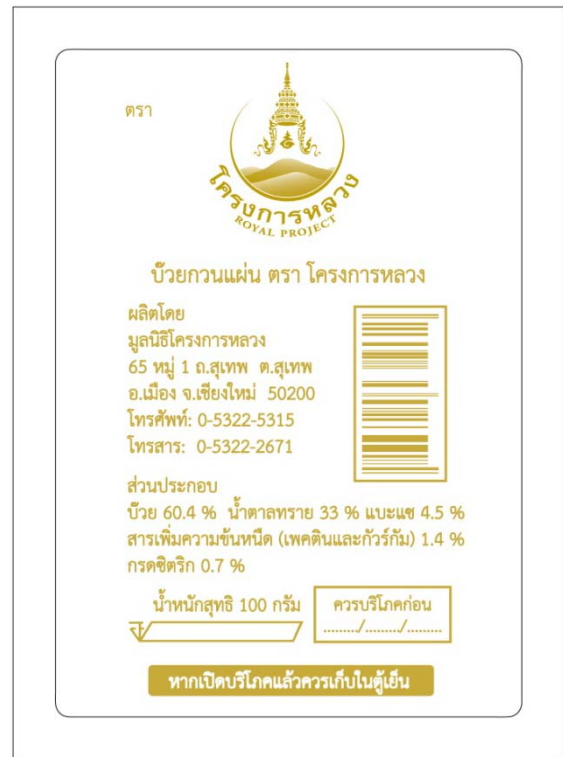 ตรา
โครงการหลวง
ROYAL PROJECT
บ๊วยกวนแผ่น ตรา โครงการหลวง
ผลิตโดย
มูลนิธิโครงการหลวง
65 หมู่ 1 ถ.สุเทพ ต.สุเทพ
อ.เมือง จ.เชียงใหม่ 50200
โทรศัพท์: 0-5322-5315
โทรสาร: 0-5322-2671
ส่วนประกอบ
บ๊วย 60.4 % น้ำตาลทราย 33 % แบะแซ 4.5 %
สารเพิ่มความข้นหนืด (เพคตินและกัวร์กัม) 1.4 %
กรดซิตริก 0.7 %
น้ำหนักสุทธิ 100 กรัม
ควรบริโภคก่อน
........./........./.........
หากเปิดบริโภคแล้วควรเก็บในตู้เย็น